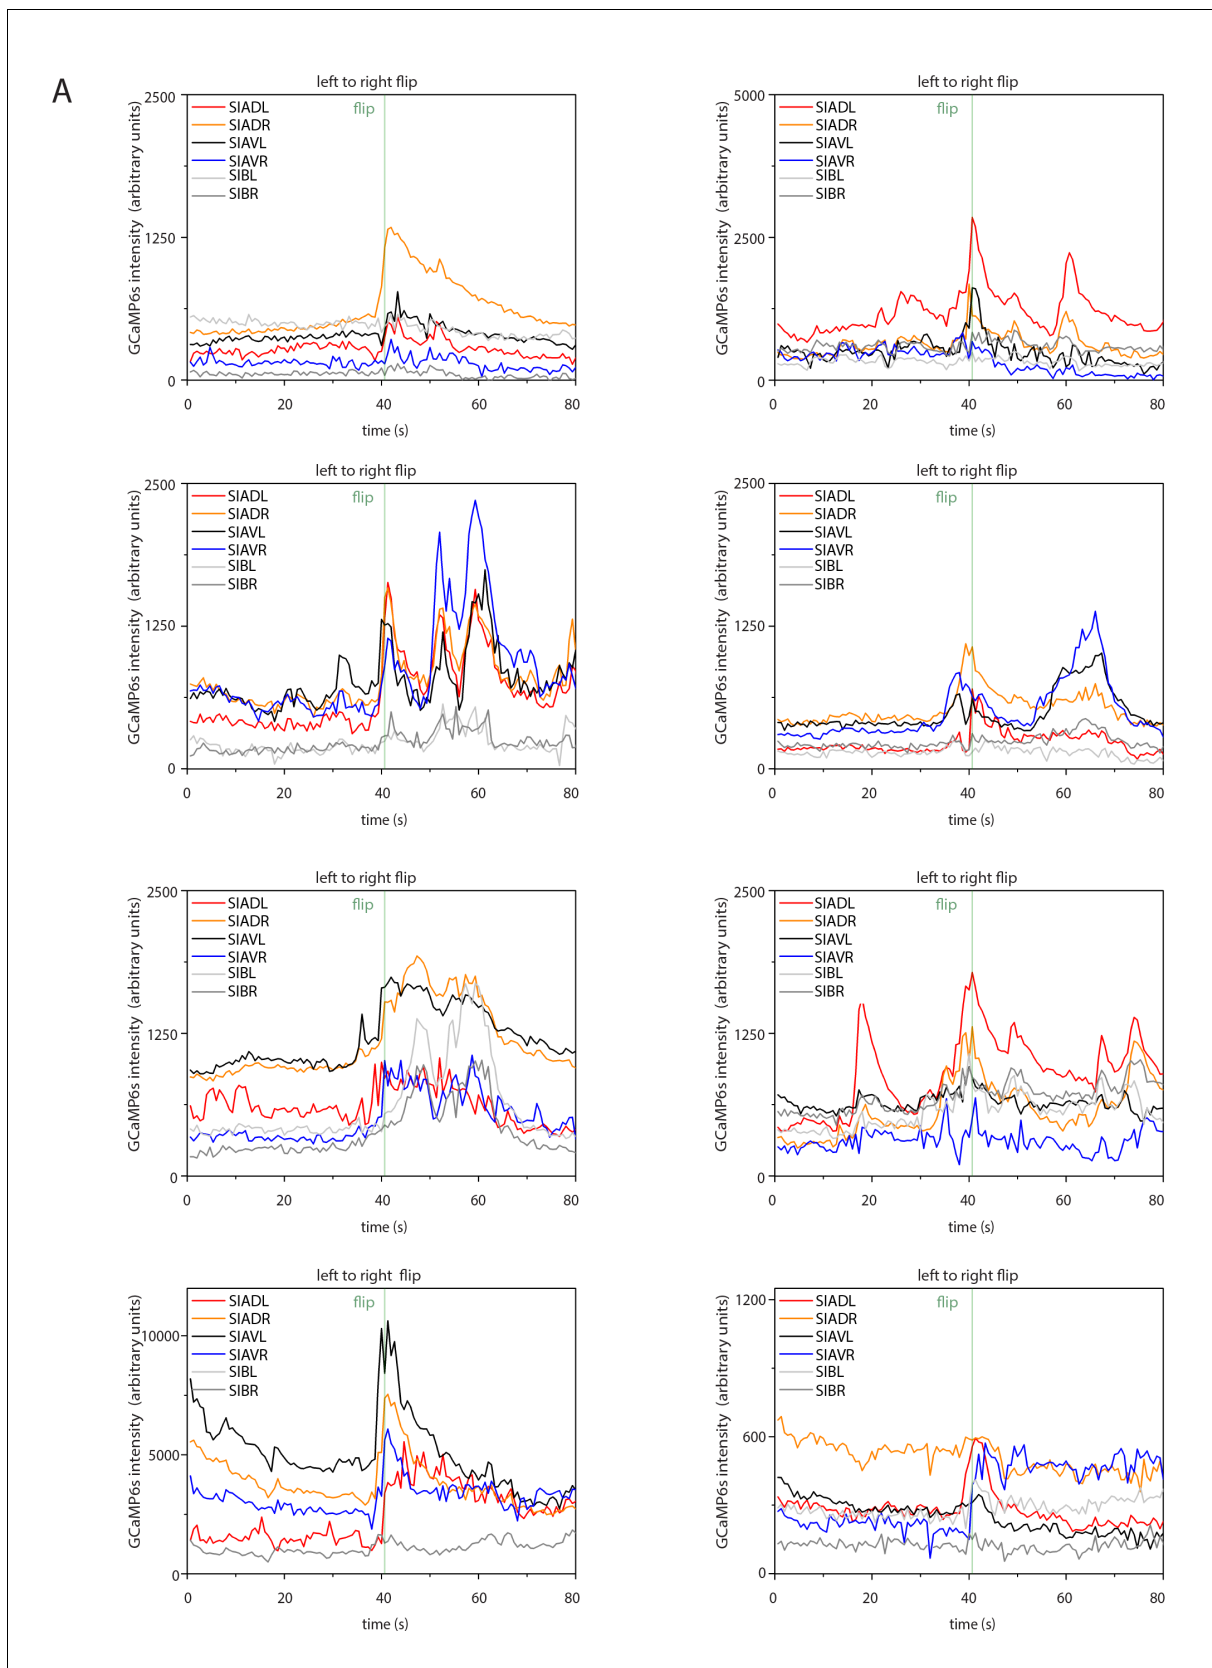 A
left to right flip
2500
1250
0
GCaMP6s intensity (arbitrary units)
flip
SIADL
SIADR
SIAVL
SIAVR
SIBL
SIBR
0 20 40 60 80
time (s)
left to right flip
5000
2500
0
GCaMP6s intensity (arbitrary units)
flip
SIADL
SIADR
SIAVL
SIAVR
SIBL
SIBR
0 20 40 60 80
time (s)
left to right flip
2500
1250
0
GCaMP6s intensity (arbitrary units)
flip
SIADL
SIADR
SIAVL
SIAVR
SIBL
SIBR
0 20 40 60 80
time (s)
left to right flip
2500
1250
0
GCaMP6s intensity (arbitrary units)
flip
SIADL
SIADR
SIAVL
SIAVR
SIBL
SIBR
0 20 40 60 80
time (s)
left to right flip
2500
1250
0
GCaMP6s intensity (arbitrary units)
flip
SIADL
SIADR
SIAVL
SIAVR
SIBL
SIBR
0 20 40 60 80
time (s)
left to right flip
2500
1250
0
GCaMP6s intensity (arbitrary units)
flip
SIADL
SIADR
SIAVL
SIAVR
SIBL
SIBR
0 20 40 60 80
time (s)
left to right flip
10000
5000
0
GCaMP6s intensity (arbitrary units)
flip
SIADL
SIADR
SIAVL
SIAVR
SIBL
SIBR
0 20 40 60 80
time (s)
left to right flip
1200
600
0
GCaMP6s intensity (arbitrary units)
flip
SIADL
SIADR
SIAVL
SIAVR
SIBL
SIBR
0 20 40 60 80
time (s)